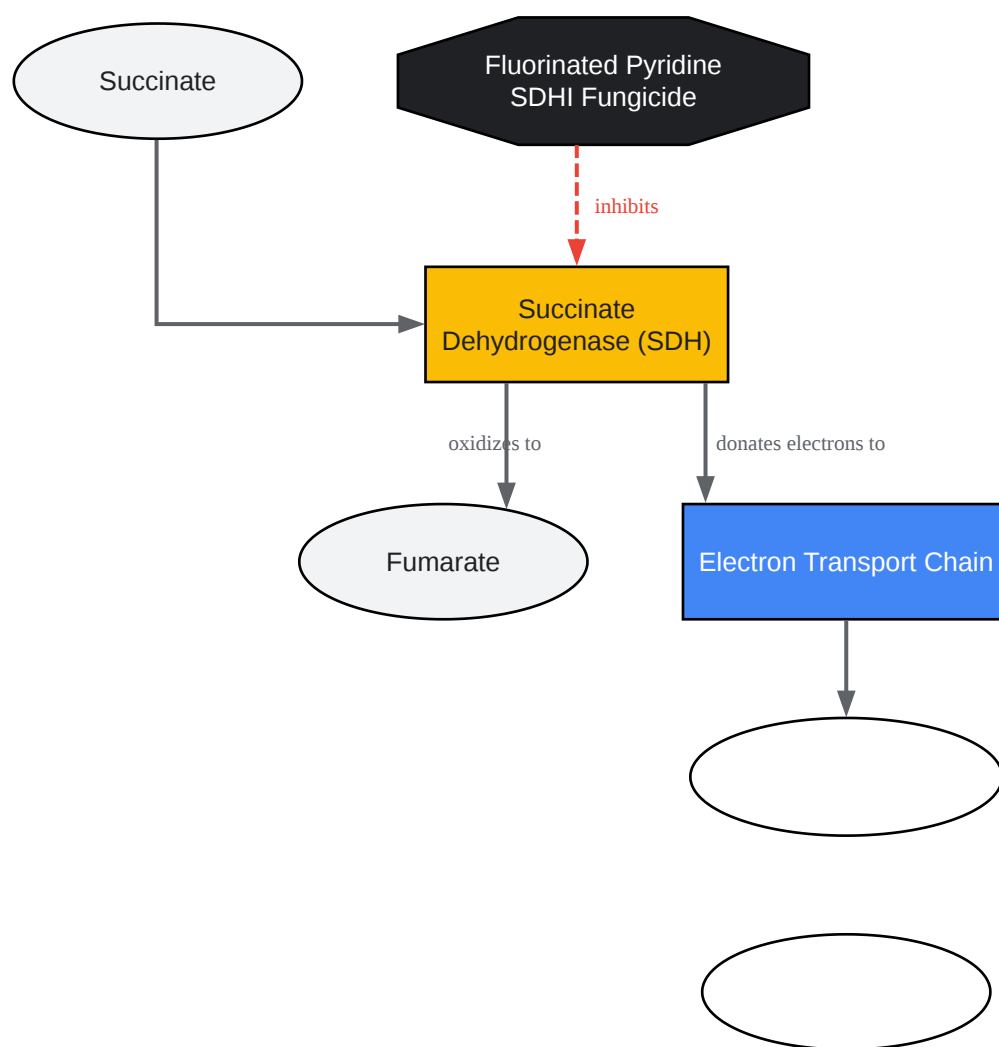 Succinate
Fluorinated Pyridine
SDHI Fungicide
inhibits
Succinate
Dehydrogenase (SDH)
oxidizes to
donates electrons to
Fumarate
Electron Transport Chain